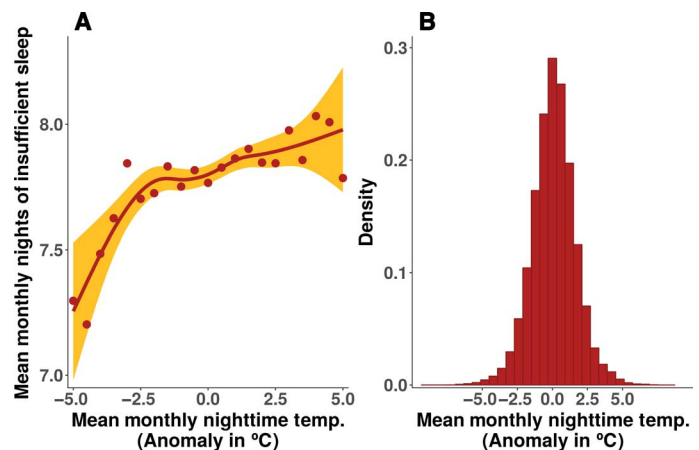 A
Mean monthly nights of insufficient sleep
8.0
7.5
7.0
−5.0 −2.5 0.0 2.5 5.0
Mean monthly nighttime temp.
(Anomaly in ºC)
B
Density
0.3
0.2
0.1
0.0
−5.0 −2.5 0.0 2.5 5.0
Mean monthly nighttime temp.
(Anomaly in ºC)